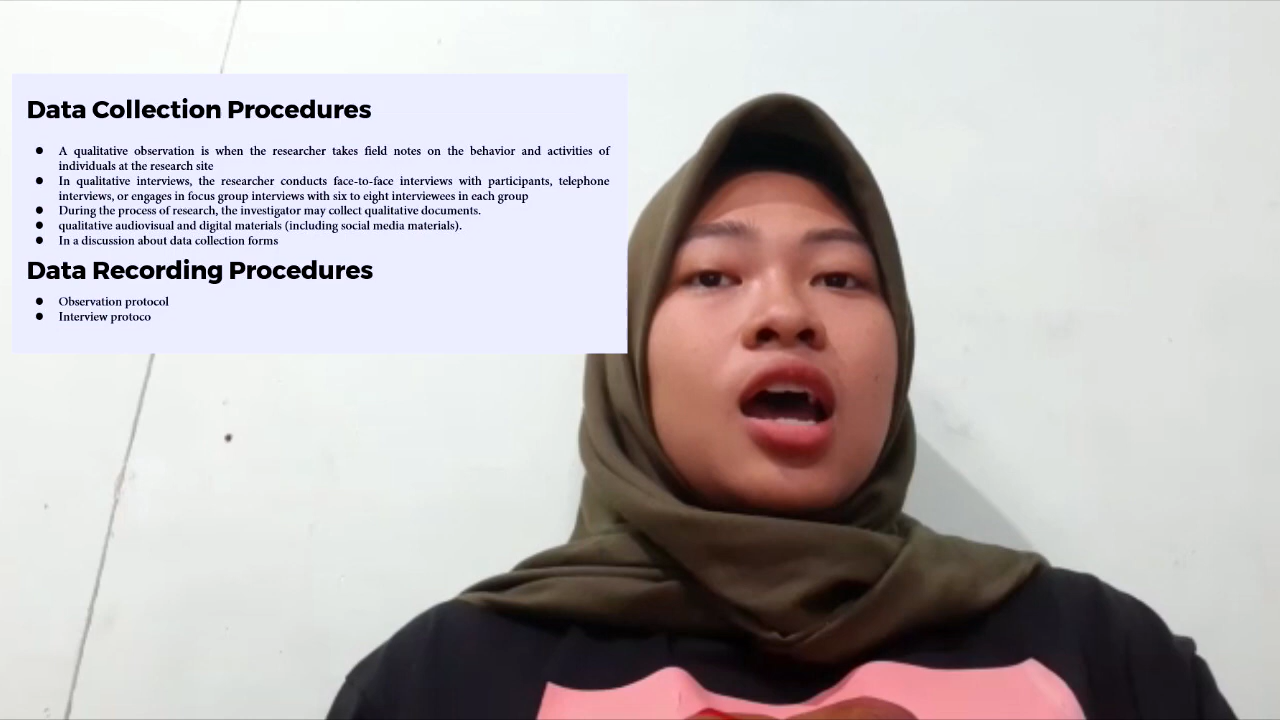 Data Collection Procedures
● A qualitative observation is when the researcher takes field notes on the behavior and activities of
individuals at the research site
● In qualitative interviews, the researcher conducts face-to-face interviews with participants, telephone
interviews, or engages in focus group interviews with six to eight interviewees in each group
● During the process of research, the investigator may collect qualitative documents.
● qualitative audiovisual and digital materials (including social media materials).
● In a discussion about data collection forms
Data Recording Procedures
● Observation protocol
● Interview protoco